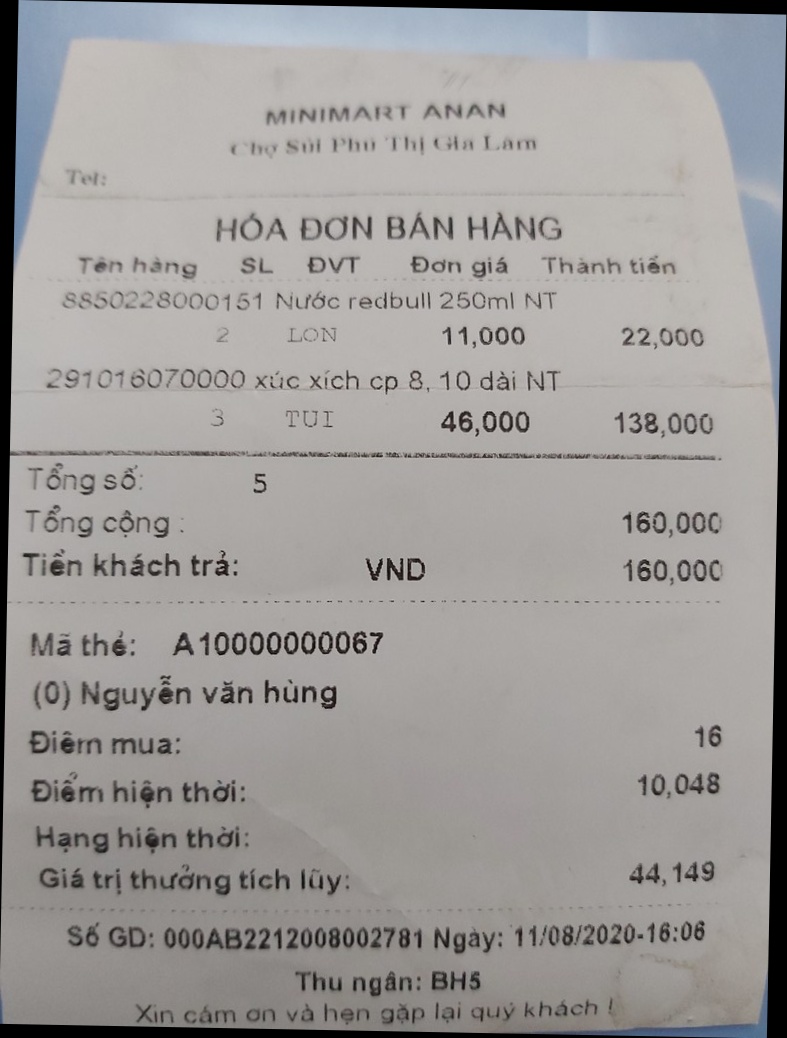 MINIMART ANAN
Chợ Sủi Phú Thị Gia Lâm
Tel:
HÓA ĐƠN BÁN HÀNG
Tên hàng SL ĐVT Đơn giá Thành tiền
8850228000151 Nước redbull 250ml NT
2 LON 11,000 22,000
291016070000 xúc xích cp 8, 10 dài NT
3 TUI 46,000 138,000
Tổng số: 5
Tổng cộng : 160,000
Tiền khách trả: VND 160,000
Mã thẻ: A10000000067
(0) Nguyễn văn hùng
Điểm mua: 16
Điểm hiện thời: 10,048
Hạng hiện thời:
Giá trị thưởng tích lũy: 44,149
Số GD: 000AB2212008002781 Ngày: 11/08/2020-16:06
Thu ngân: BH5
Xin cám ơn và hẹn gặp lại quý khách !